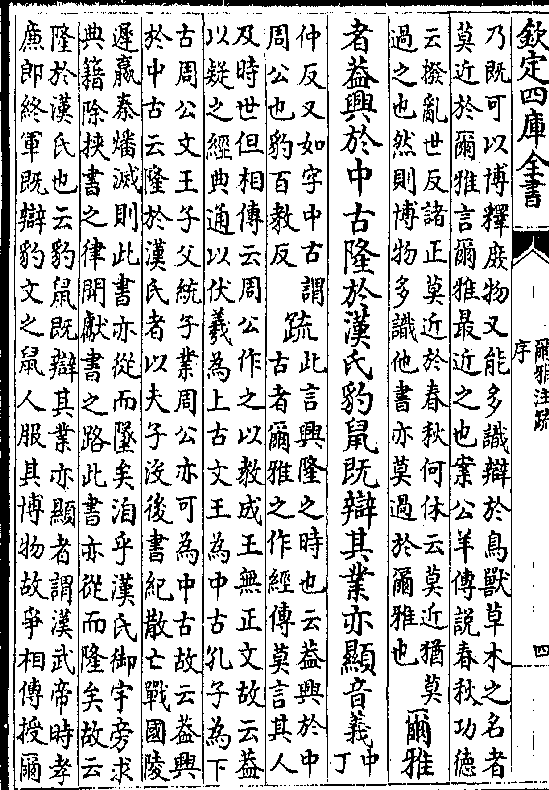 欽定四庫全書
爾雅注疏
序
四
乃既可以博釋庶物又能多識辯於鳥獸草木之名者
莫近於爾雅言爾雅最近之也案公羊傳説春秋功德
云撥亂世反諸正莫近於春秋何休云莫近猶莫
過之也然則博物多識他書亦莫過於爾雅也
爾雅
者葢興於中古隆於漢氏豹鼠既辯其業亦顯
音義中丁
仲反又如字中古謂
周公也豹百教反
疏
此言興隆之時也云葢興於中
古者爾雅之作經傳莫言其人
及時世但相傳云周公作之以教成王無正文故云葢
以疑之經典通以伏羲為上古文王為中古孔子為下
古周公文王子父統子業周公亦可為中古故云葢興
於中古云隆於漢氏者以夫子沒後書紀散亡戰國陵
遲嬴秦燔滅則此書亦從而墜矣洎乎漢氏御宇旁求
典籍除挾書之律開獻書之路此書亦從而隆矣故云
隆於漢氏也云豹鼠既辯其業亦顯者謂漢武帝時孝
廉郎終軍既辯豹文之鼠人服其博物故爭相傳授爾